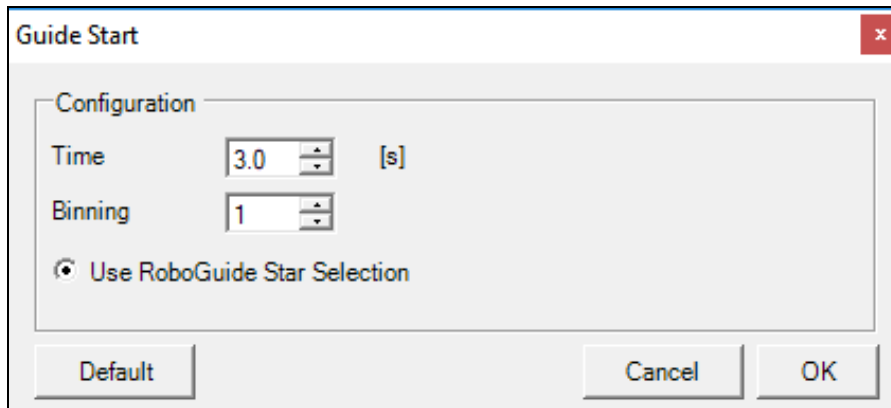 Guide Start
x
Configuration
Time 3.0 [s]
Binning 1
Use RoboGuide Star Selection
Default Cancel OK